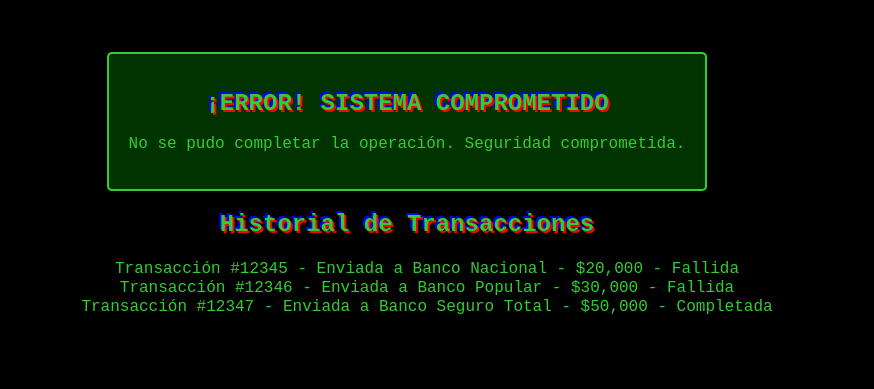 ¡ERROR! SISTEMA COMPROMETIDO
No se pudo completar la operación. Seguridad comprometida.
Historial de Transacciones
Transacción #12345 - Enviada a Banco Nacional - $20,000 - Fallida
Transacción #12346 - Enviada a Banco Popular - $30,000 - Fallida
Transacción #12347 - Enviada a Banco Seguro Total - $50,000 - Completada